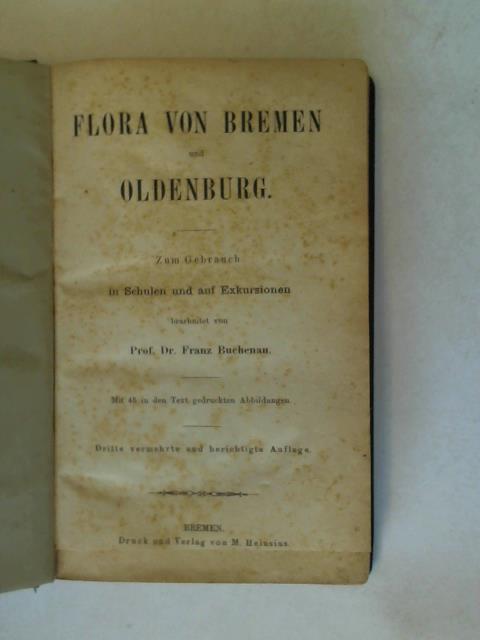 FLORA VON BREMEN
und
OLDENBURG.
Zum Gebrauch
in Schulen und auf Exkursionen
bearbeitet von
Prof. Dr. Franz Buchenau.
Mit 45 in den Text gedruckten Abbildungen.
Dritte vermehrte und berichtigte Auflage.
BREMEN.
Druck und Verlag von M. Heinsius.